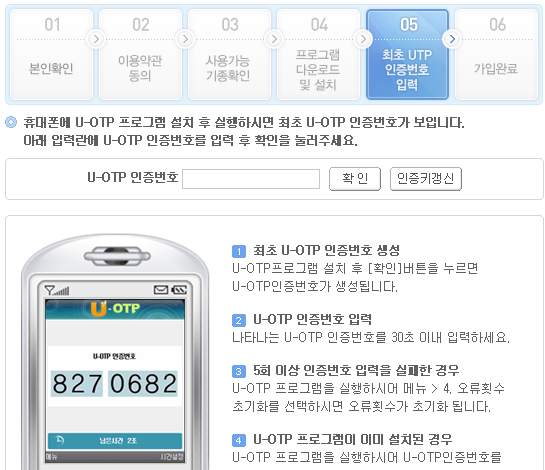 01
본인확인
02
이용약관
동의
03
사용가능
기종확인
04
프로그램
다운로드
및 설치
05
최초 UTP
인증번호
입력
06
가입완료
휴대폰에 U-OTP 프로그램 설치 후 실행하시면 최초 U-OTP 인증번호가 보입니다.
아래 입력란에 U-OTP 인증번호를 입력 후 확인을 눌러주세요.
U-OTP 인증번호
확 인
인증키갱신
U-OTP
U-OTP 인증번호
827 0682
남은시간 2초
메뉴
시간설정
1 최초 U-OTP 인증번호 생성
U-OTP프로그램 설치 후 [확인]버튼을 누르면
U-OTP인증번호가 생성됩니다.
2 U-OTP 인증번호 입력
나타나는 U-OTP 인증번호를 30초 이내 입력하세요.
3 5회 이상 인증번호 입력을 실패한 경우
U-OTP 프로그램을 실행하시어 메뉴 > 4. 오류횟수
초기화를 선택하시면 오류횟수가 초기화 됩니다.
4 U-OTP 프로그램이 이미 설치된 경우
U-OTP 프로그램을 실행하시어 U-OTP인증번호를